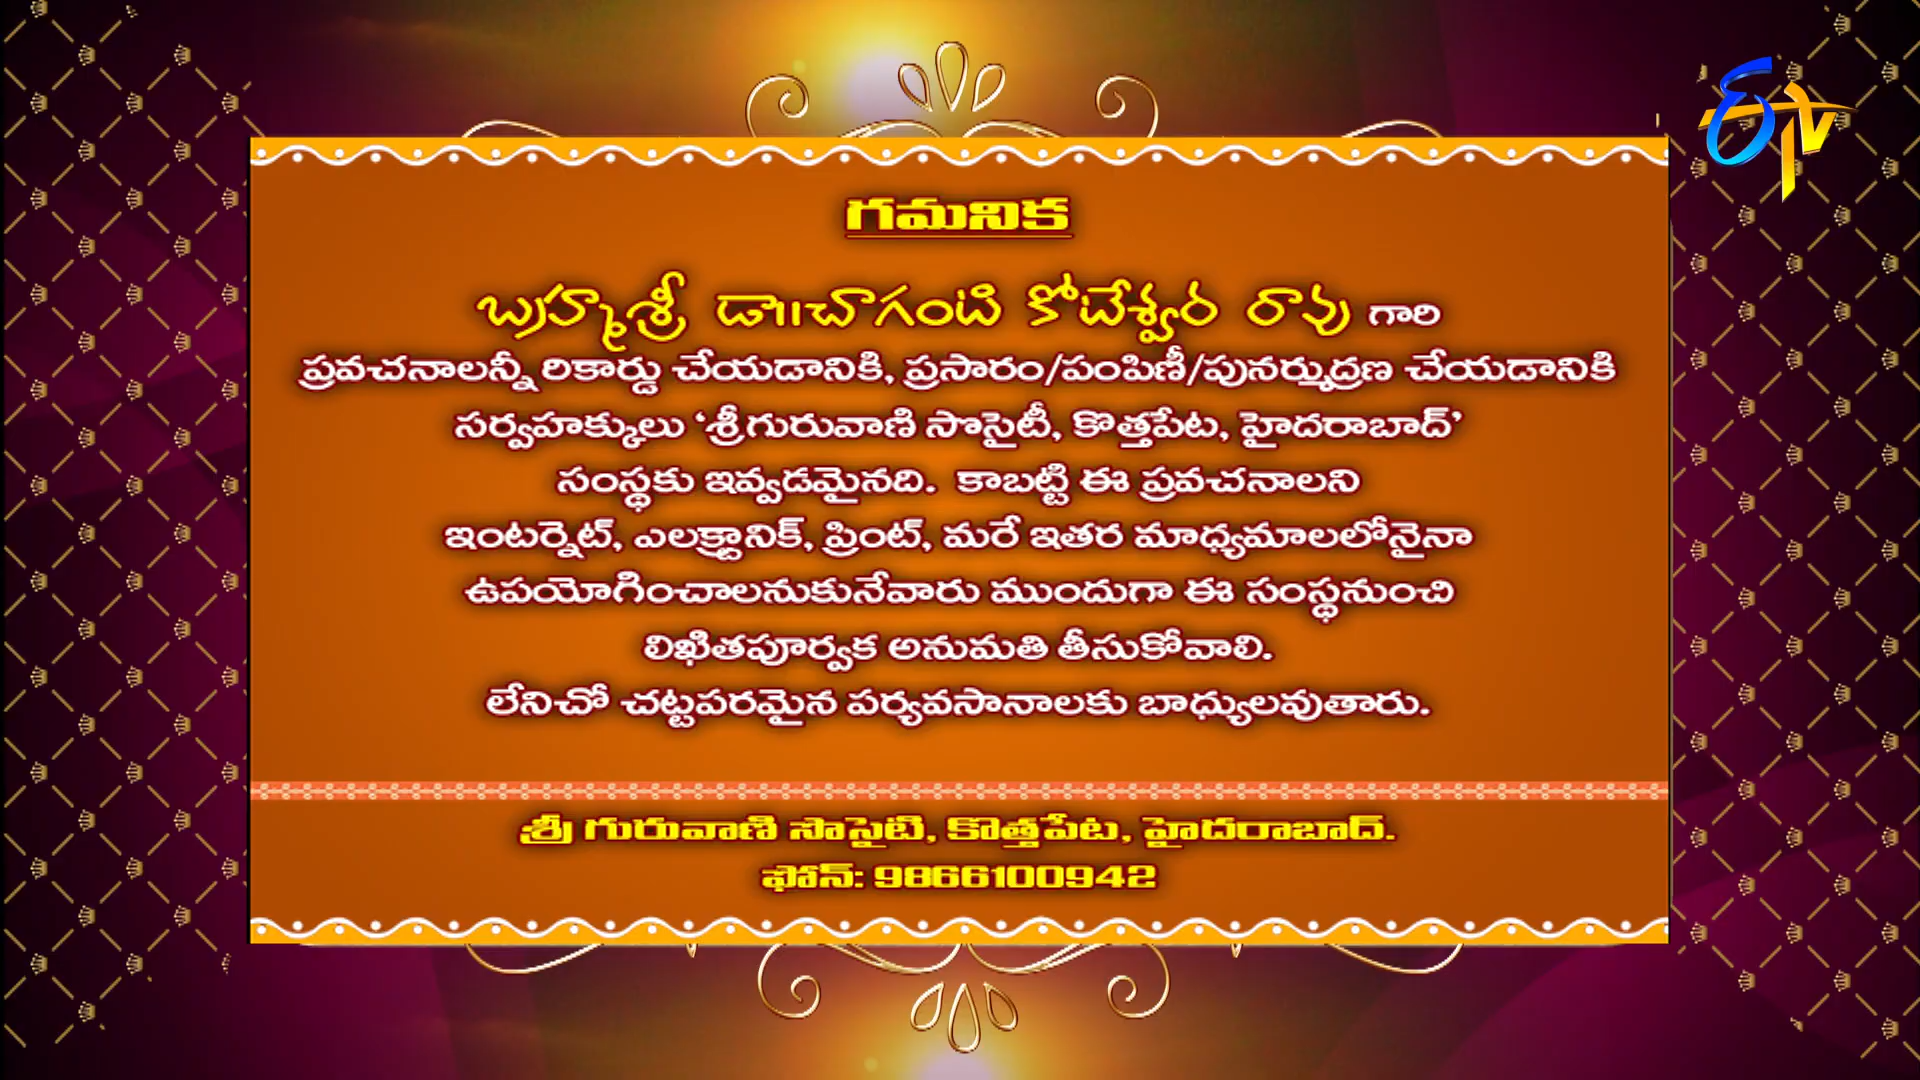 గమనిక
బ్రహ్మశ్రీ డా॥చాగంటి కోటేశ్వర రావు గారి
ప్రవచనాలన్నీ రికార్డు చేయడానికి, ప్రసారం/పంపిణీ/పునర్ముద్రణ చేయడానికి
సర్వహక్కులు ‘శ్రీగురువాణి సొసైటీ, కొత్తపేట, హైదరాబాద్’
సంస్థకు ఇవ్వడమైనది. కాబట్టి ఈ ప్రవచనాలని
ఇంటర్నెట్, ఎలక్ట్రానిక్, ప్రింట్, మరే ఇతర మాధ్యమాలలోనైనా
ఉపయోగించాలనుకునేవారు ముందుగా ఈ సంస్థనుంచి
లిఖితపూర్వక అనుమతి తీసుకోవాలి.
లేనిచో చట్టపరమైన పర్యవసానాలకు బాధ్యులవుతారు.
శ్రీ గురువాణి సొసైటి, కొత్తపేట, హైదరాబాద్.
ఫోన్: 9866100942
ఈTV